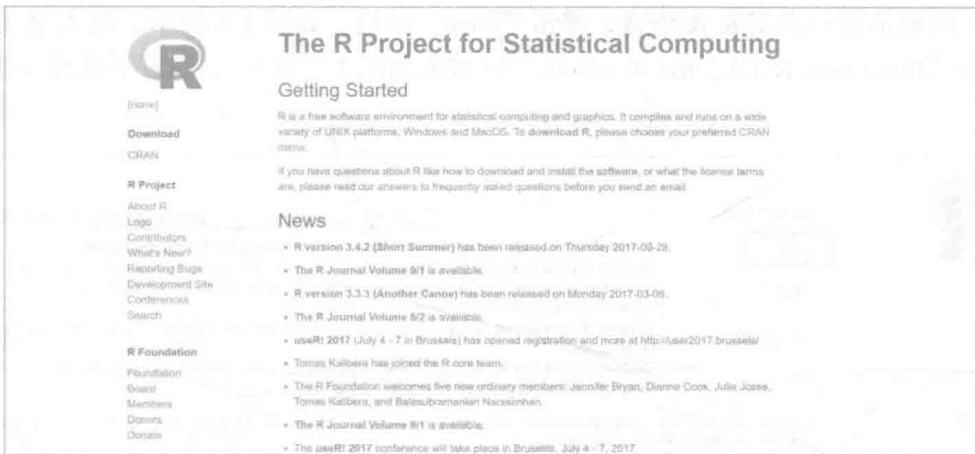 R
[Home]
Download
CRAN
R Project
About R
Logo
Contributors
What's New?
Reporting Bugs
Development Site
Conferences
Search
R Foundation
Foundation
Board
Members
Donors
Donate
The R Project for Statistical Computing
Getting Started
R is a free software environment for statistical computing and graphics. It compiles and runs on a wide
variety of UNIX platforms, Windows and MacOS. To download R, please choose your preferred CRAN
mirror.
If you have questions about R like how to download and install the software, or what the license terms
are, please read our answers to frequently asked questions before you send an email.
News
• R version 3.4.2 (Short Summer) has been released on Thursday 2017-09-28.
• The R Journal Volume 9/1 is available.
• R version 3.3.3 (Another Canoe) has been released on Monday 2017-03-06.
• The R Journal Volume 8/2 is available.
• useR! 2017 (July 4 - 7 in Brussels) has opened registration and more at http://user2017.brussels/
• Tomas Kalibera has joined the R core team.
• The R Foundation welcomes five new ordinary members: Jennifer Bryan, Dianne Cook, Julie Josse,
Tomas Kalibera, and Balasubramanian Narasimhan.
• The R Journal Volume 8/1 is available.
• The useR! 2017 conference will take place in Brussels, July 4 - 7, 2017